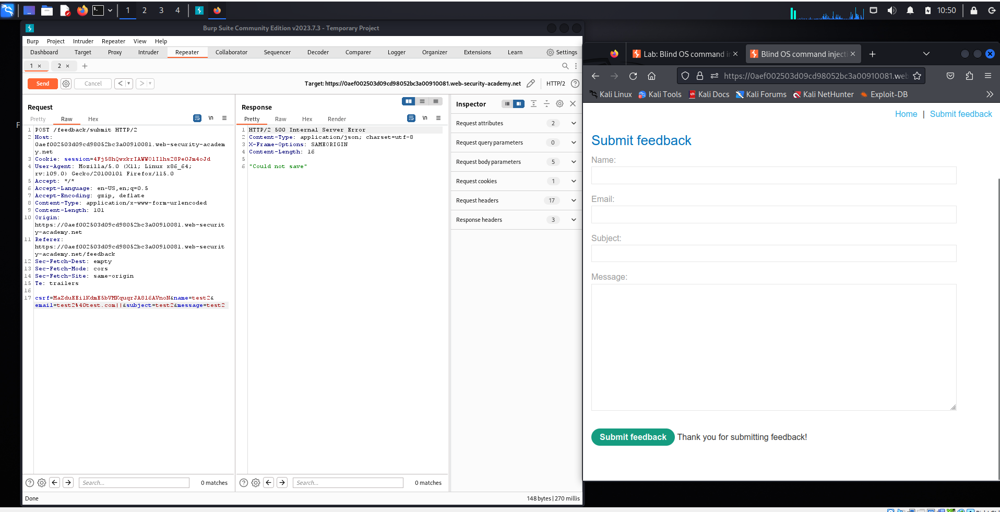 1 2 3 4 10:50
Burp Suite Community Edition v2023.7.3 - Temporary Project
Burp Project Intruder Repeater View Help
Dashboard Target Proxy Intruder Repeater Collaborator Sequencer Decoder Comparer Logger Organizer Extensions Learn Settings
1 × 2 × +
Send Cancel < > Target: https://0aef002503d09cd98052bc3a00910081.web-security-academy.net HTTP/2
Request
Pretty Raw Hex \n
1 POST /feedback/submit HTTP/2
2 Host:
0aef002503d09cd98052bc3a00910081.web-security-academ
y.net
3 Cookie: session=4Fj58hQwxkrIAWWO1I1hs28Pe0Jm4oJd
4 User-Agent: Mozilla/5.0 (X11; Linux x86_64;
rv:109.0) Gecko/20100101 Firefox/115.0
5 Accept: */*
6 Accept-Language: en-US,en;q=0.5
7 Accept-Encoding: gzip, deflate
8 Content-Type: application/x-www-form-urlencoded
9 Content-Length: 101
10 Origin:
https://0aef002503d09cd98052bc3a00910081.web-securit
y-academy.net
11 Referer:
https://0aef002503d09cd98052bc3a00910081.web-securit
y-academy.net/feedback
12 Sec-Fetch-Dest: empty
13 Sec-Fetch-Mode: cors
14 Sec-Fetch-Site: same-origin
15 Te: trailers
16
17 csrf=MaZduEEilKdmE5bVMKquqrJA8l6AVnoN&name=test2&
email=test2%40test.com||&subject=test2&message=test2
Search... 0 matches
Response
Pretty Raw Hex Render \n
1 HTTP/2 500 Internal Server Error
2 Content-Type: application/json; charset=utf-8
3 X-Frame-Options: SAMEORIGIN
4 Content-Length: 16
5
6 "Could not save"
Search... 0 matches
Inspector
Request attributes 2
Request query parameters 0
Request body parameters 5
Request cookies 1
Request headers 17
Response headers 3
Done 148 bytes | 270 millis
Lab: Blind OS command in × Blind OS command injecti × +
https://0aef002503d09cd98052bc3a00910081.web
Kali Linux Kali Tools Kali Docs Kali Forums Kali NetHunter Exploit-DB
Home | Submit feedback
Submit feedback
Name:
Email:
Subject:
Message:
Submit feedback Thank you for submitting feedback!